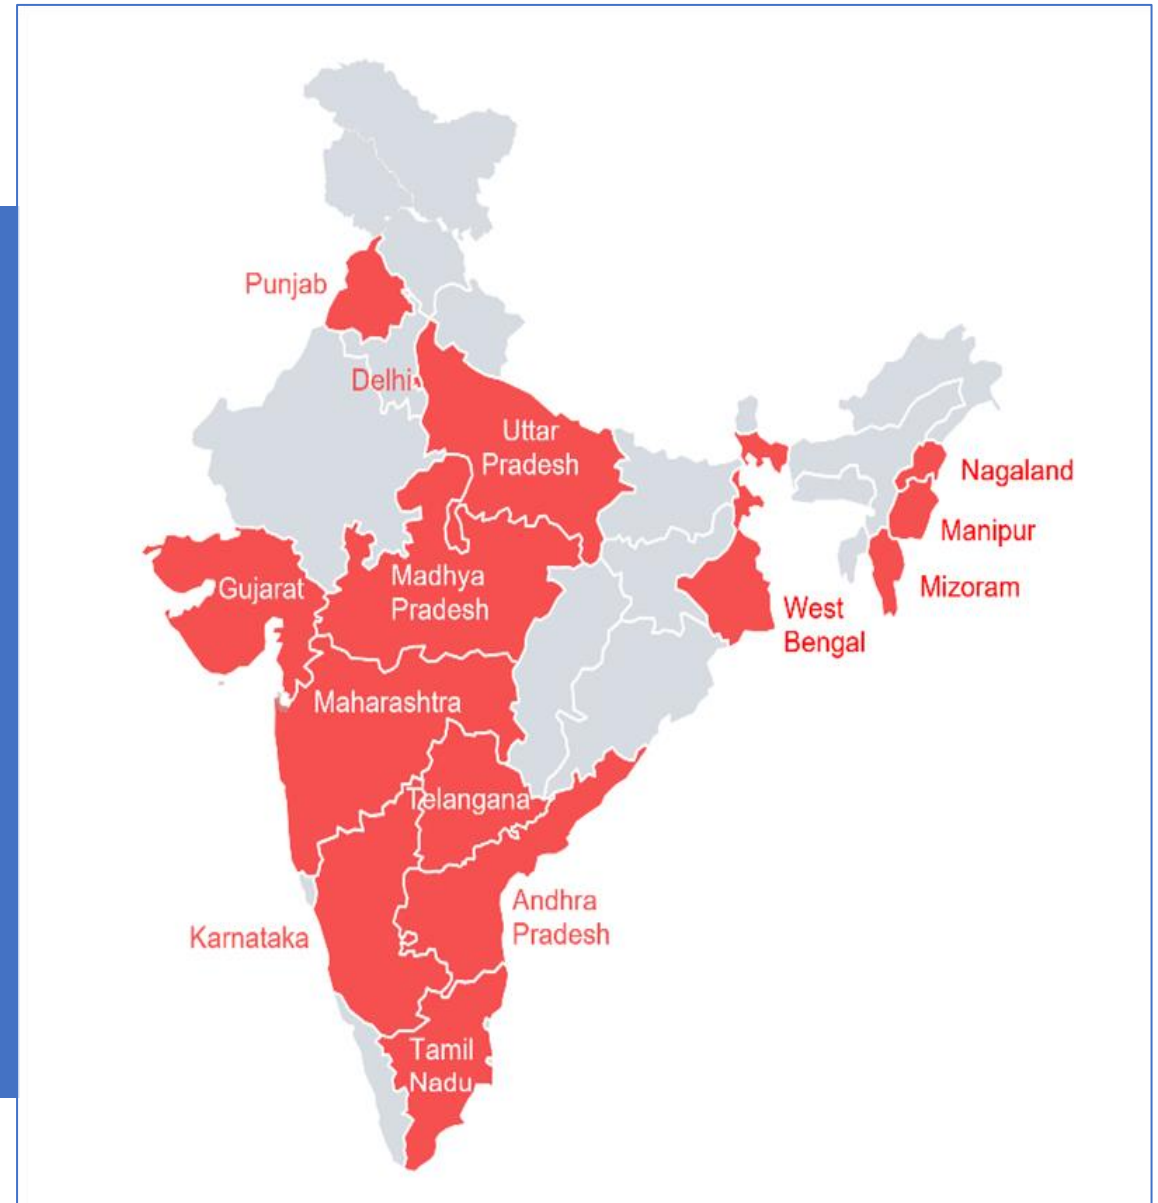 Punjab
Delhi
Uttar
Pradesh
Nagaland
Manipur
Mizoram
Gujarat
Madhya
Pradesh
West
Bengal
Maharashtra
Telangana
Andhra
Pradesh
Karnataka
Tamil
Nadu